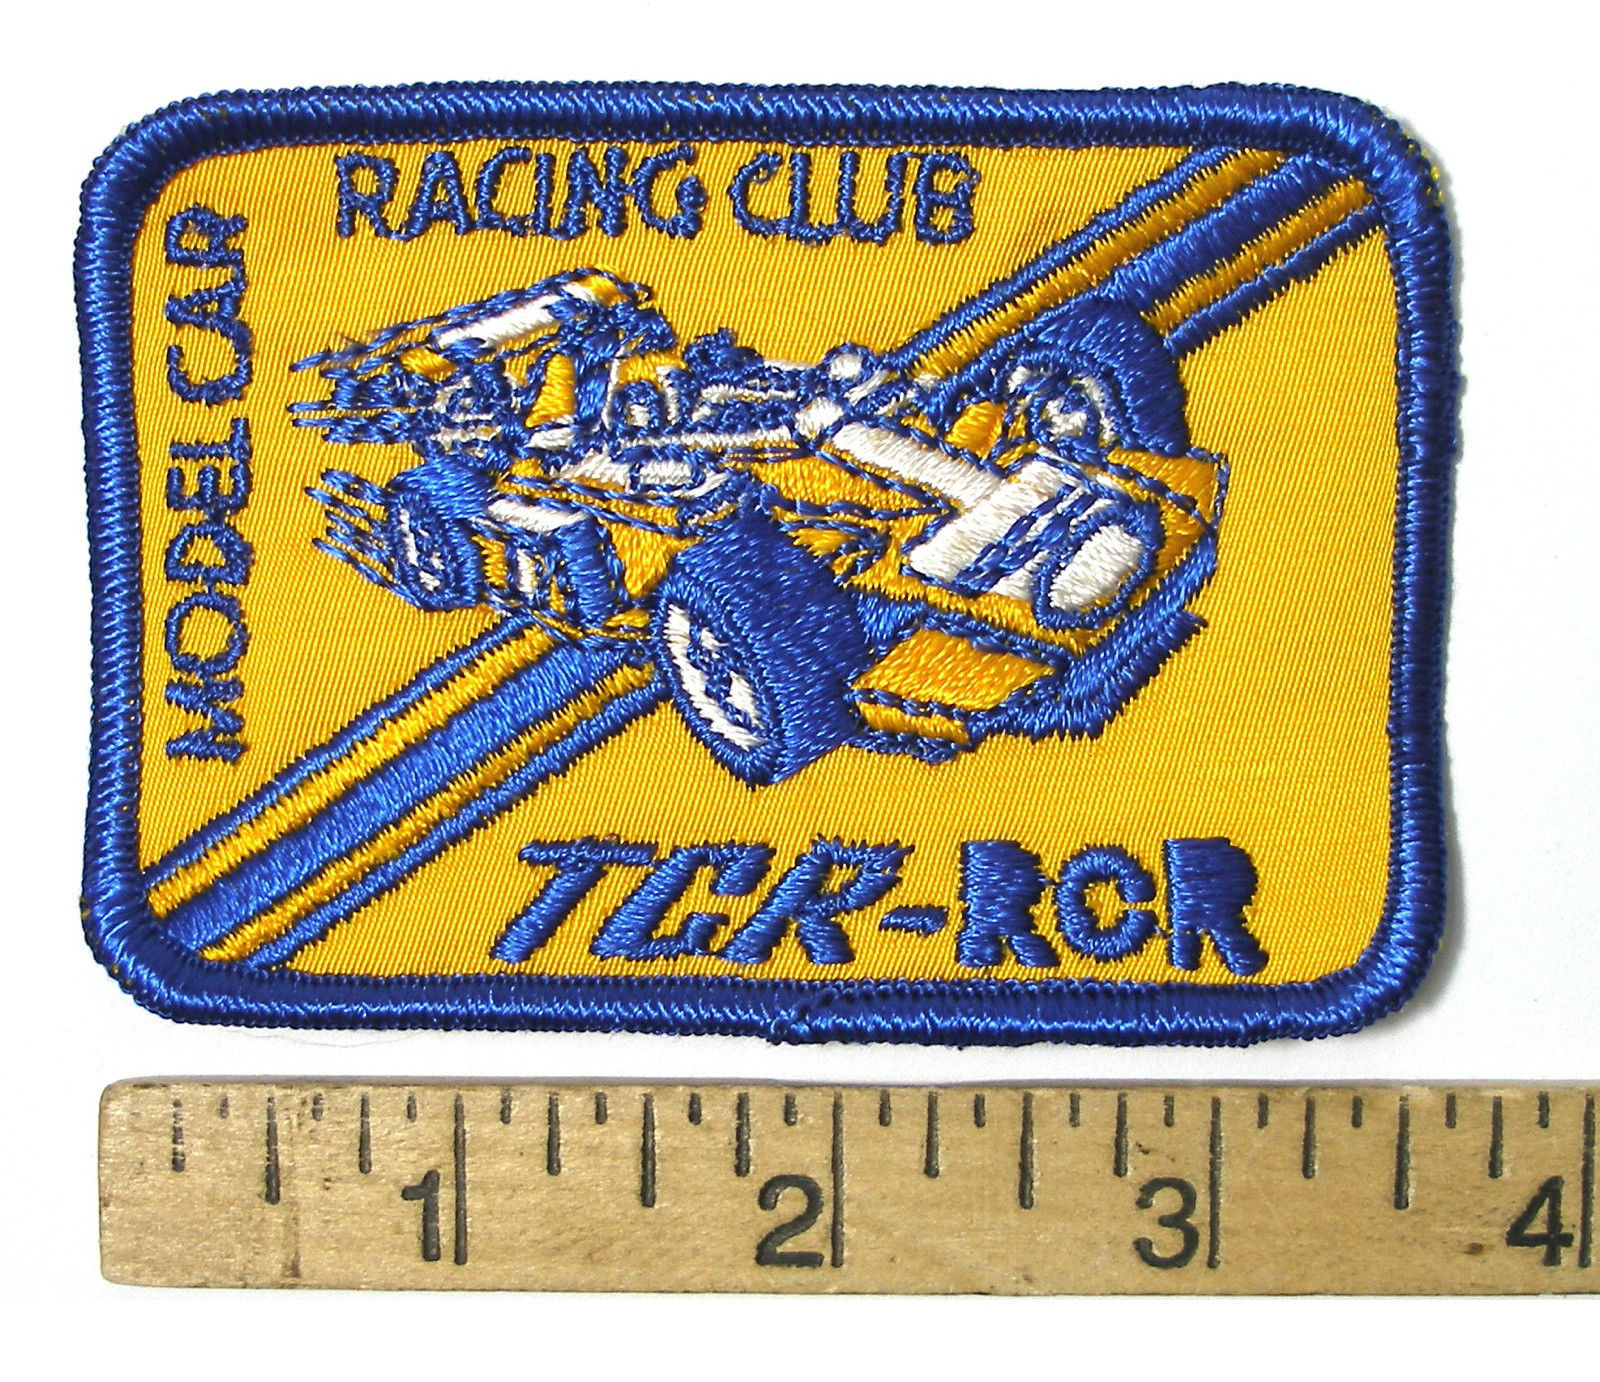 MODEL CAR
RACING CLUB
TCR-RCR
1 2 3 4